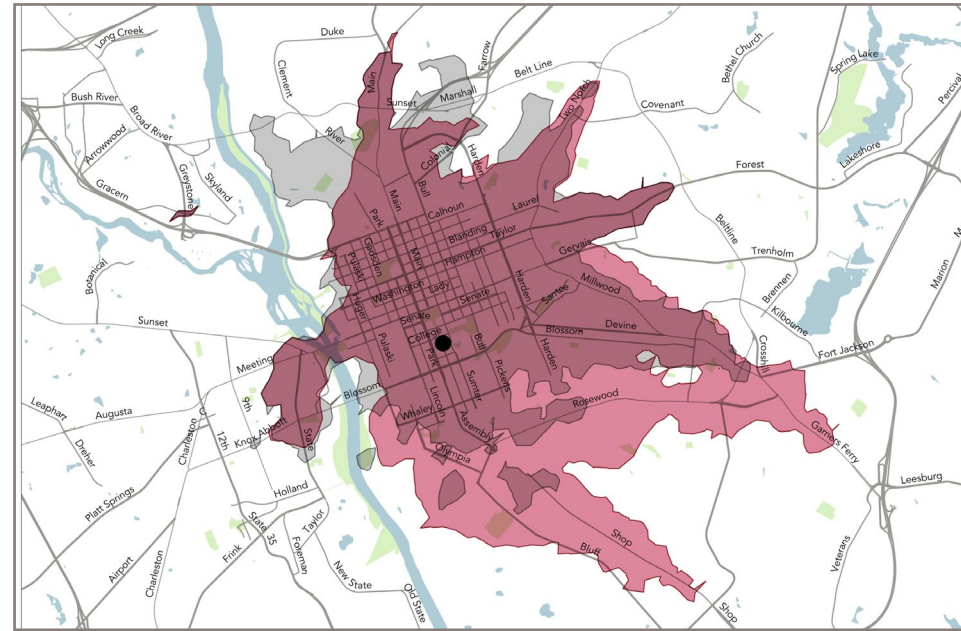 Long Creek
Duke
Farrow
Bethel Church
Spring Lake
Percival
Clement
Belt Line
Main
Marshall
Sunset
Bush River
Broad River
Two Notch
Covenant
River
Arrowwood
Colonial
Harden
Lakeshore
Forest
Gracern
Greystone
Skyland
Bull
Main
Laurel
Park
Calhoun
Blanding
Taylor
Beltline
Gadsden
Main
Hampton
Gervais
Trenholm
Marion
Pulaski
Washington
Lady
Harden
Santee
Millwood
Brennen
Botanical
Huger
Senate
Senate
Kilbourne
Sunset
College
Blossom
Devine
Fort Jackson
Meeting
Pulaski
Park
Bull
Harden
Crosshill
Pickens
Blossom
Lincoln
Sumter
Rosewood
Leaphart
Augusta
9th
Whaley
Charleston
12th
Knox Abbott
State
Assembly
Garners Ferry
Dreher
Olympia
Leesburg
Platt Springs
Holland
State 35
Taylor
Shop
Bluff
Veterans
Airport
Charleston
Frink
Foreman
New State
Old State
Shop